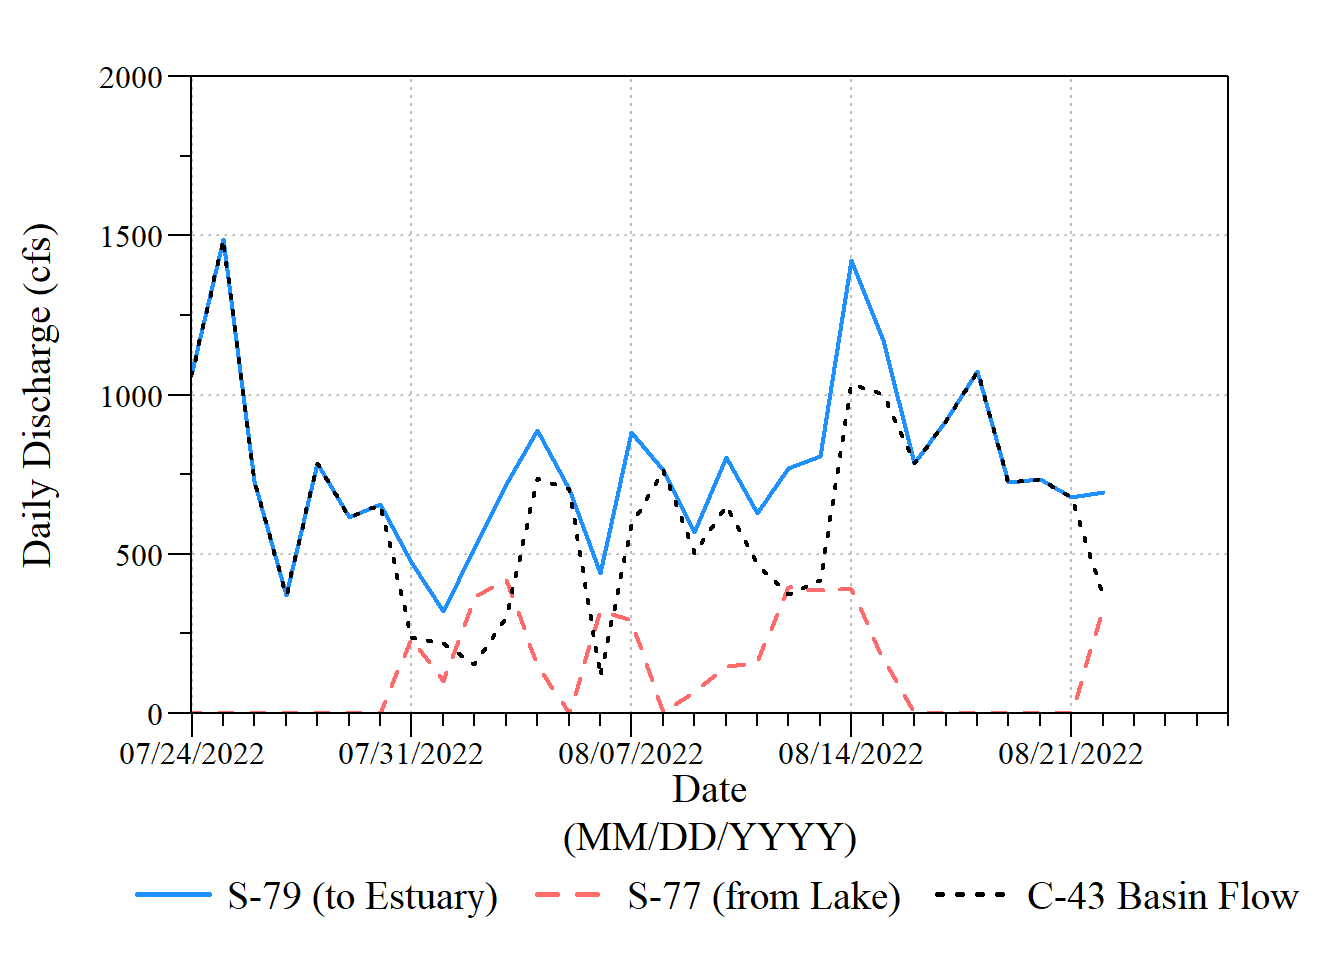 2000
1500
1000
500
0
Daily Discharge (cfs)
07/24/2022 07/31/2022 08/07/2022 08/14/2022 08/21/2022
Date
(MM/DD/YYYY)
S-79 (to Estuary) S-77 (from Lake) C-43 Basin Flow